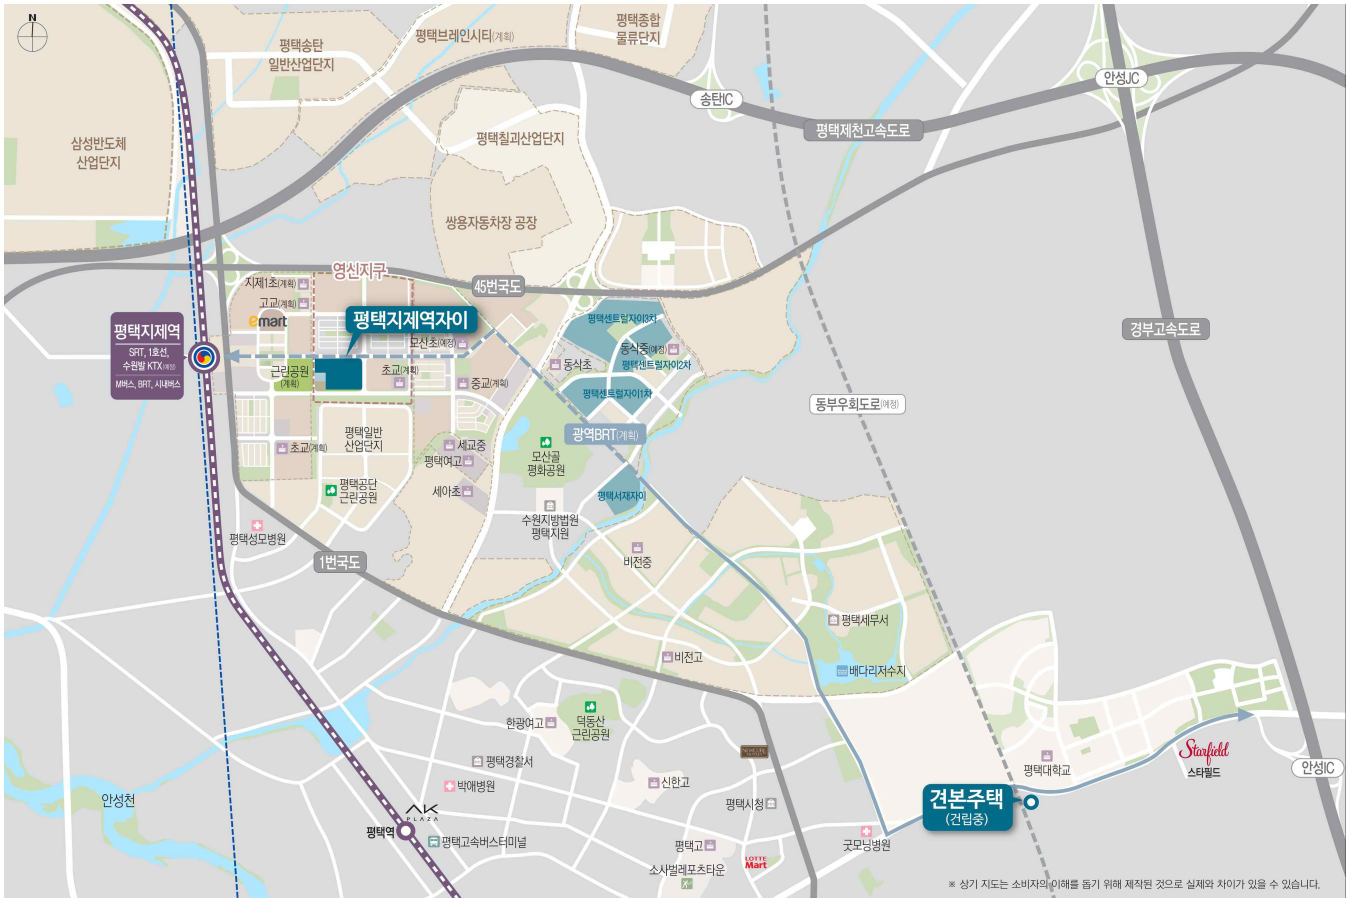 N
평택송탄
일반산업단지
평택브레인시티(계획)
평택종합
물류단지
안성JC
송탄IC
평택제천고속도로
삼성반도체
산업단지
평택칠괴산업단지
쌍용자동차장 공장
영신지구
지제1초(계획)
45번국도
고교(계획)
emart
평택지제역자이
평택지제역
SRT, 1호선,
수원발 KTX(예정)
M버스, BRT, 시내버스
모산초(예정)
평택센트럴자이3차
경부고속도로
동삭중(예정)
동삭초
평택센트럴자이2차
근린공원
(계획)
초교(계획)
중교(계획)
평택센트럴자이1차
동부우회도로(예정)
광역BRT(계획)
초교(계획)
평택일반
산업단지
세교중
평택여고
모산골
평화공원
평택공단
근린공원
세아초
평택서재자이
수원지방법원
평택지원
평택성모병원
1번국도
비전중
평택세무서
비전고
배다리저수지
한광여고
덕동산
근린공원
Starfield
스타필드
평택경찰서
평택대학교
안성IC
박애병원
신한고
안성천
견본주택
(건립중)
평택시청
AK
PLAZA
평택역
평택고속버스터미널
굿모닝병원
평택고
LOTTE
Mart
소사벌레포츠타운
※ 상기 지도는 소비자의 이해를 돕기 위해 제작된 것으로 실제와 차이가 있을 수 있습니다.